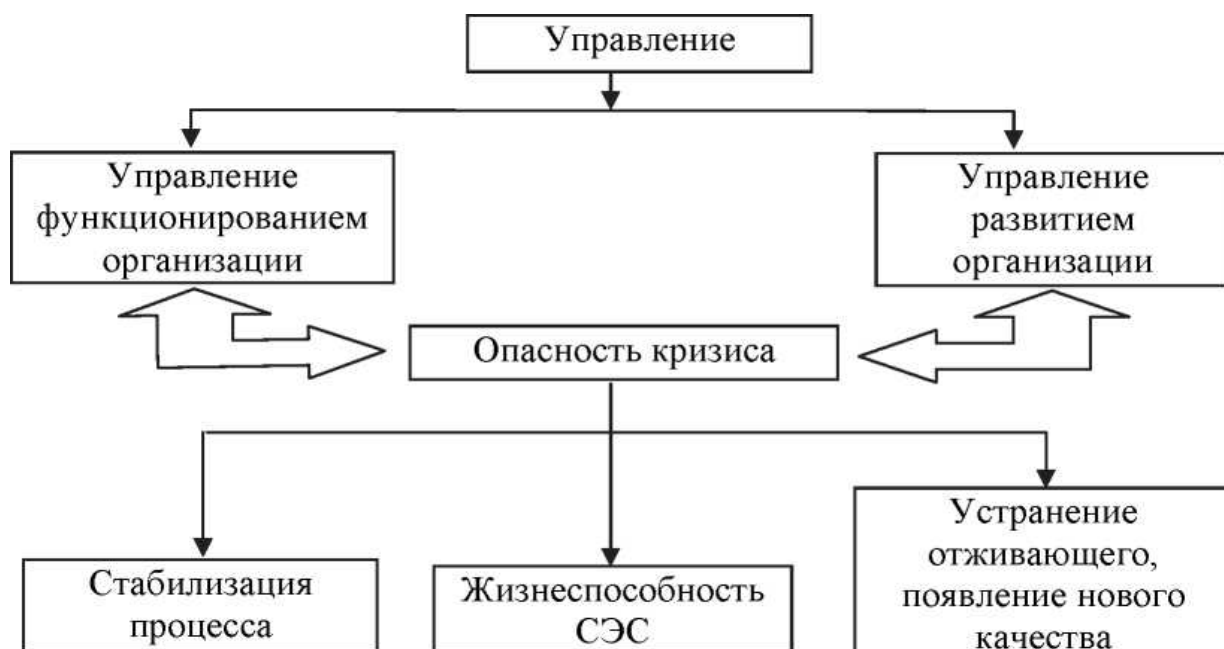 Управление
Управление
функционированием
организации
Управление
развитием
организации
Опасность кризиса
Стабилизация
процесса
Жизнеспособность
СЭС
Устранение
отживающего,
появление нового
качества